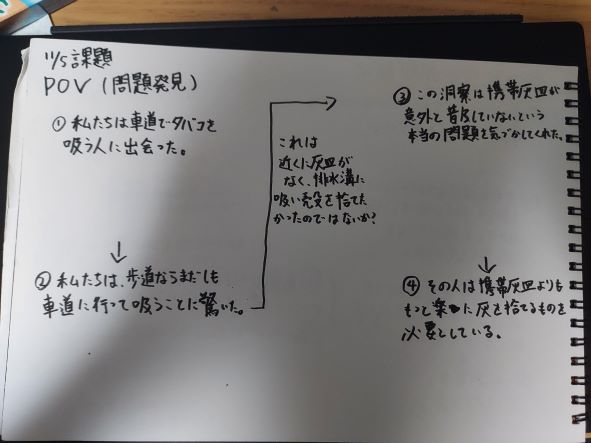 11/5 課題
POV (問題発見)
① 私たちは車道でタバコを
吸う人に出会った。
② 私たちは、歩道ならまだしも
車道に行って吸うことに驚いた。
これは
近くに灰皿が
なく、排水溝に
吸い殻を捨てた
かったのではないか?
③ この洞察は携帯灰皿が
意外と普及していないという
本当の問題を気づかしてくれた。
④ その人は携帯灰皿よりも
もっと楽に灰を捨てるものを
必要としている。